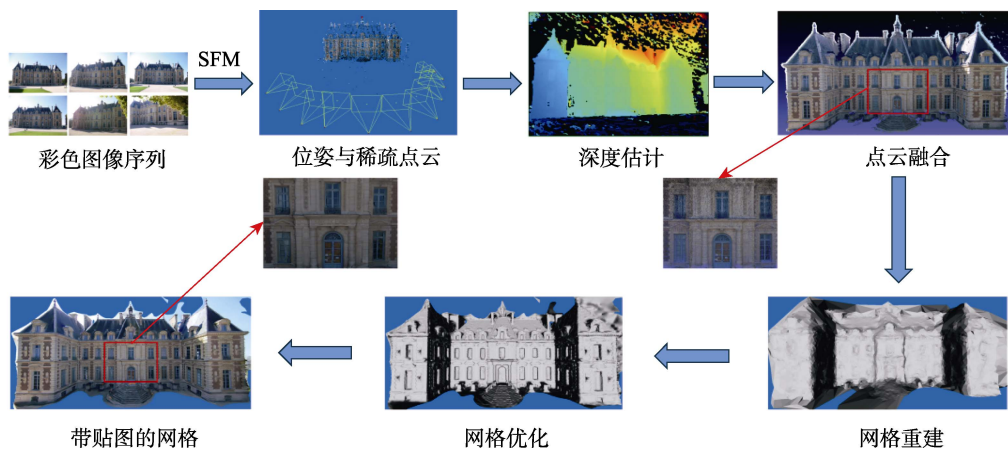 SFM
彩色图像序列
位姿与稀疏点云
深度估计
点云融合
带贴图的网格
网格优化
网格重建